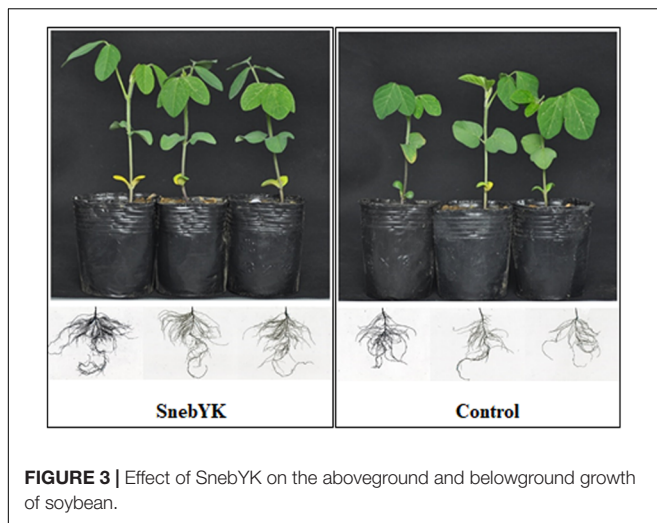 SnebYK
Control
FIGURE 3 | Effect of SnebYK on the aboveground and belowground growth
of soybean.